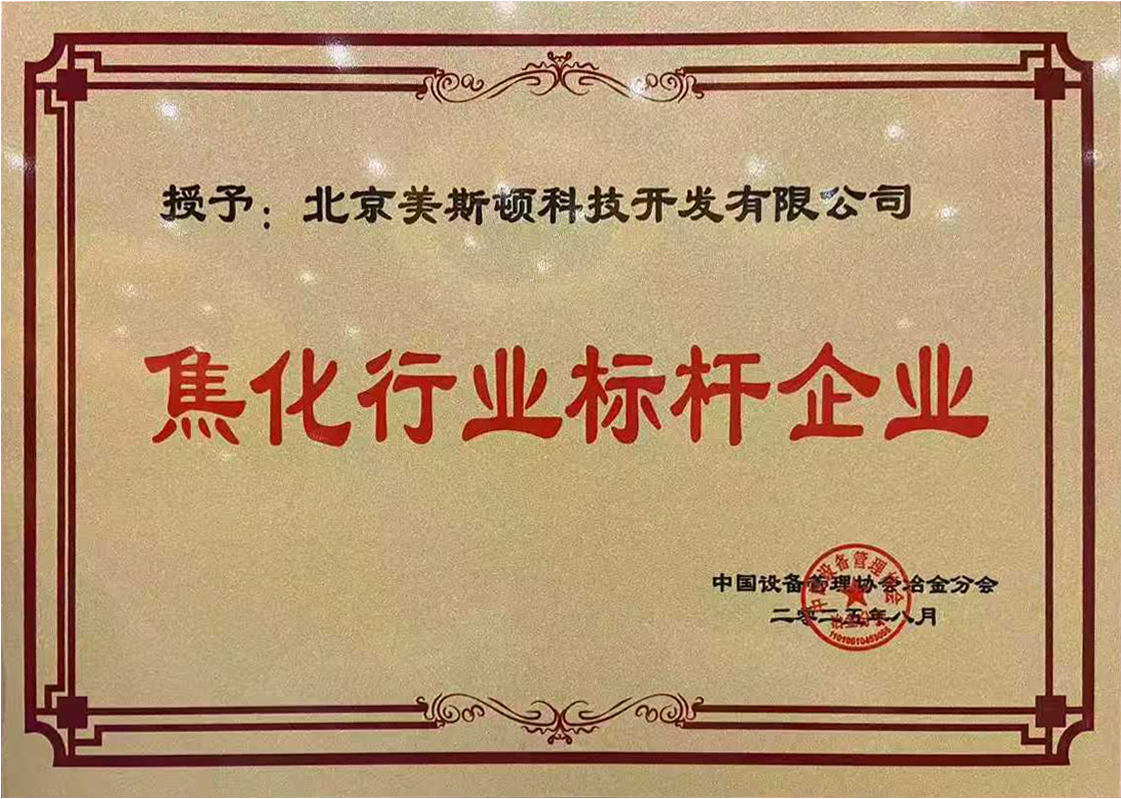 授予：北京美斯顿科技开发有限公司
焦化行业标杆企业
中国设备管理协会冶金分会
二零二五年八月